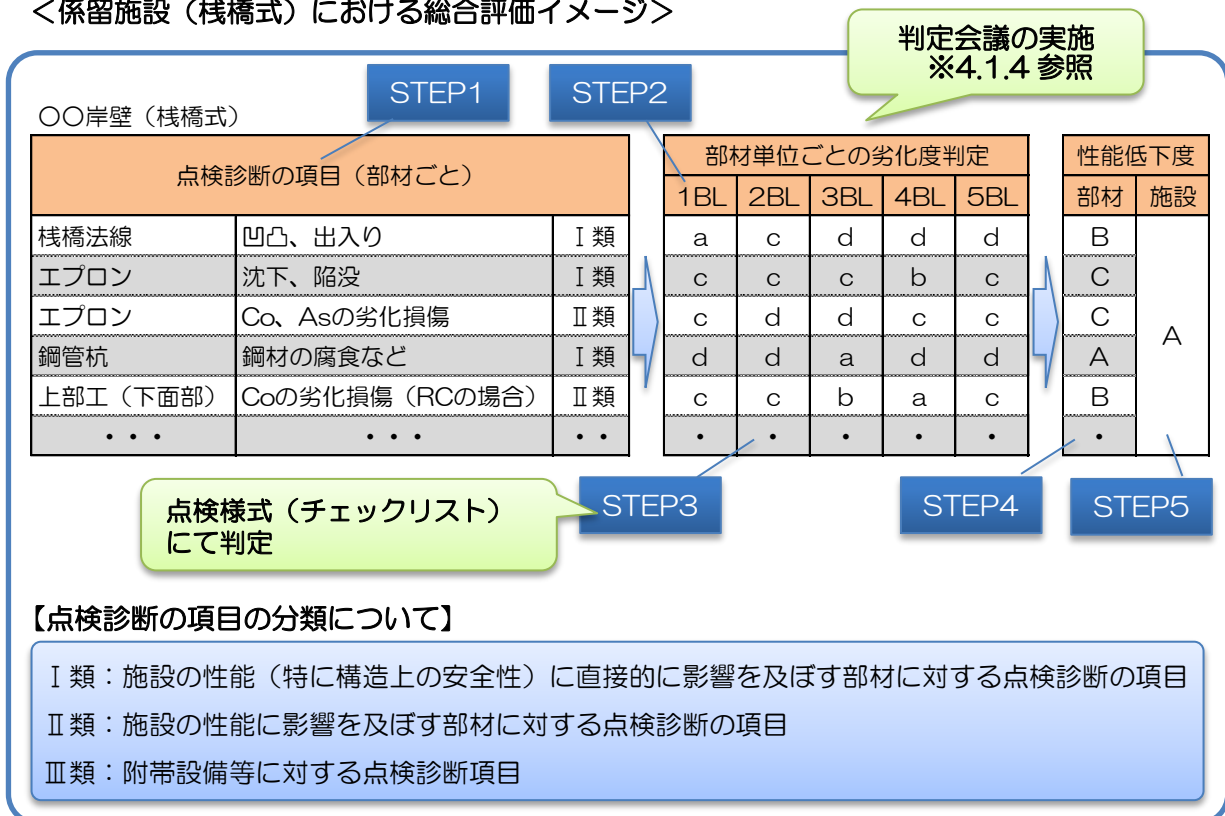 ＜係留施設（桟橋式）における総合評価イメージ＞
判定会議の実施
※4.1.4 参照
STEP1
STEP2
〇〇岸壁（桟橋式）
点検診断の項目（部材ごと）
部材単位ごとの劣化度判定
性能低下度
1BL 2BL 3BL 4BL 5BL 部材 施設
桟橋法線 凹凸、出入り Ⅰ類 a c d d d B
エプロン 沈下、陥没 Ⅰ類 c c c b c C
エプロン Co、Asの劣化損傷 Ⅱ類 c d d c c C
A
鋼管杭 鋼材の腐食など Ⅰ類 d d a d d A
上部工（下面部） Coの劣化損傷（RCの場合） Ⅱ類 c c b a c B
・・・ ・・・ ・・ ・ ・ ・ ・ ・ ・
点検様式（チェックリスト）
にて判定
STEP3
STEP4
STEP5
【点検診断の項目の分類について】
Ⅰ類：施設の性能（特に構造上の安全性）に直接的に影響を及ぼす部材に対する点検診断の項目
Ⅱ類：施設の性能に影響を及ぼす部材に対する点検診断の項目
Ⅲ類：附帯設備等に対する点検診断項目